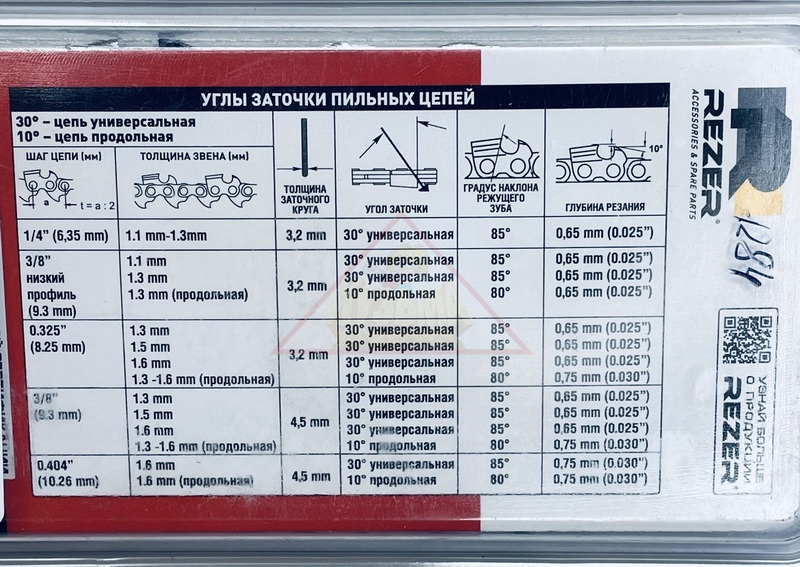 УГЛЫ ЗАТОЧКИ ПИЛЬНЫХ ЦЕПЕЙ
30° – цепь универсальная
10° – цепь продольная
ШАГ ЦЕПИ (мм)
a
t = a : 2
ТОЛЩИНА ЗВЕНА (мм)
ТОЛЩИНА
ЗАТОЧНОГО
КРУГА
УГОЛ ЗАТОЧКИ
ГРАДУС НАКЛОНА
РЕЖУЩЕГО
ЗУБА
10°
ГЛУБИНА РЕЗАНИЯ
1/4” (6,35 mm) 1.1 mm-1.3mm 3,2 mm 30° универсальная 85° 0,65 mm (0.025”)
3/8”
низкий
профиль
(9.3 mm)
1.1 mm
1.3 mm
1.3 mm (продольная)
3,2 mm
30° универсальная 85° 0,65 mm (0.025”)
30° универсальная 85° 0,65 mm (0.025”)
10° продольная 80° 0,65 mm (0.025”)
0.325”
(8.25 mm)
1.3 mm
1.5 mm
1.6 mm
1.3 -1.6 mm (продольная)
3,2 mm
30° универсальная 85° 0,65 mm (0.025”)
30° универсальная 85° 0,65 mm (0.025”)
30° универсальная 85° 0,65 mm (0.025”)
10° продольная 80° 0,75 mm (0.030”)
3/8”
(9.3 mm)
1.3 mm
1.5 mm
1.6 mm
1.3 -1.6 mm (продольная)
4,5 mm
30° универсальная 85° 0,65 mm (0.025”)
30° универсальная 85° 0,65 mm (0.025”)
30° универсальная 85° 0,65 mm (0.025”)
10° продольная 80° 0,75 mm (0.030”)
0.404”
(10.26 mm)
1.6 mm
1.6 mm (продольная)
4,5 mm
30° универсальная 85° 0,75 mm (0.030”)
10° продольная 80° 0,75 mm (0.030”)
REZER®
ACCESSORIES & SPARE PARTS
1284
УЗНАЙ БОЛЬШЕ
О ПРОДУКЦИИ
REZER®